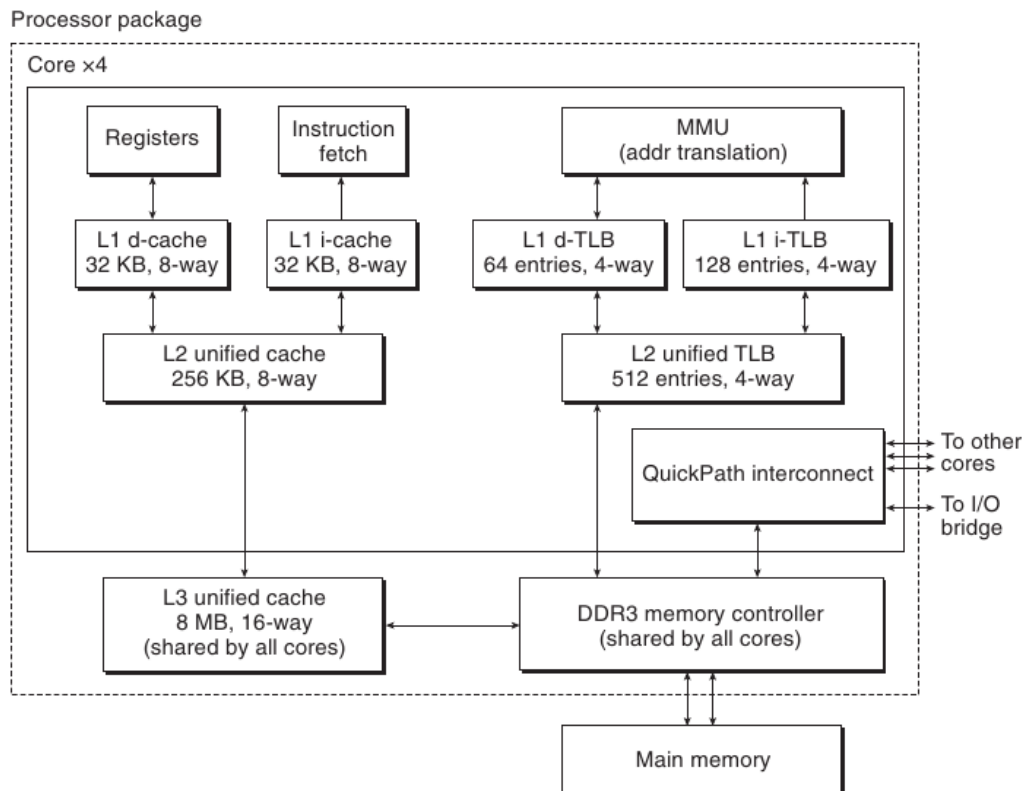 Processor package
Core ×4
Registers
Instruction
fetch
MMU
(addr translation)
L1 d-cache
32 KB, 8-way
L1 i-cache
32 KB, 8-way
L1 d-TLB
64 entries, 4-way
L1 i-TLB
128 entries, 4-way
L2 unified cache
256 KB, 8-way
L2 unified TLB
512 entries, 4-way
QuickPath interconnect
To other
cores
To I/O
bridge
L3 unified cache
8 MB, 16-way
(shared by all cores)
DDR3 memory controller
(shared by all cores)
Main memory